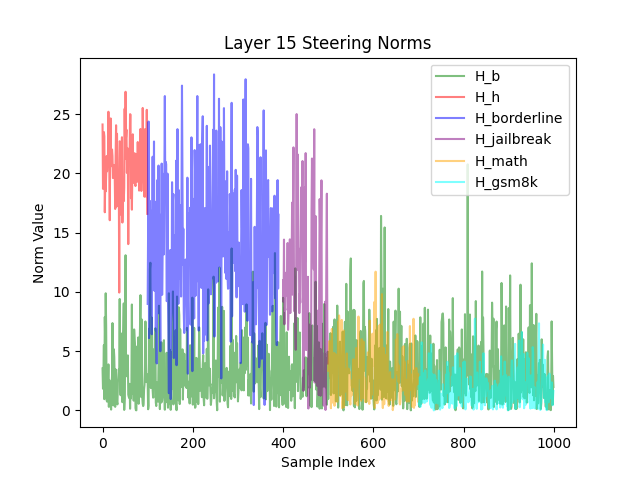 Layer 15 Steering Norms
Norm Value
25
20
15
10
5
0
H_b
H_h
H_borderline
H_jailbreak
H_math
H_gsm8k
0
200
400
600
800
1000
Sample Index